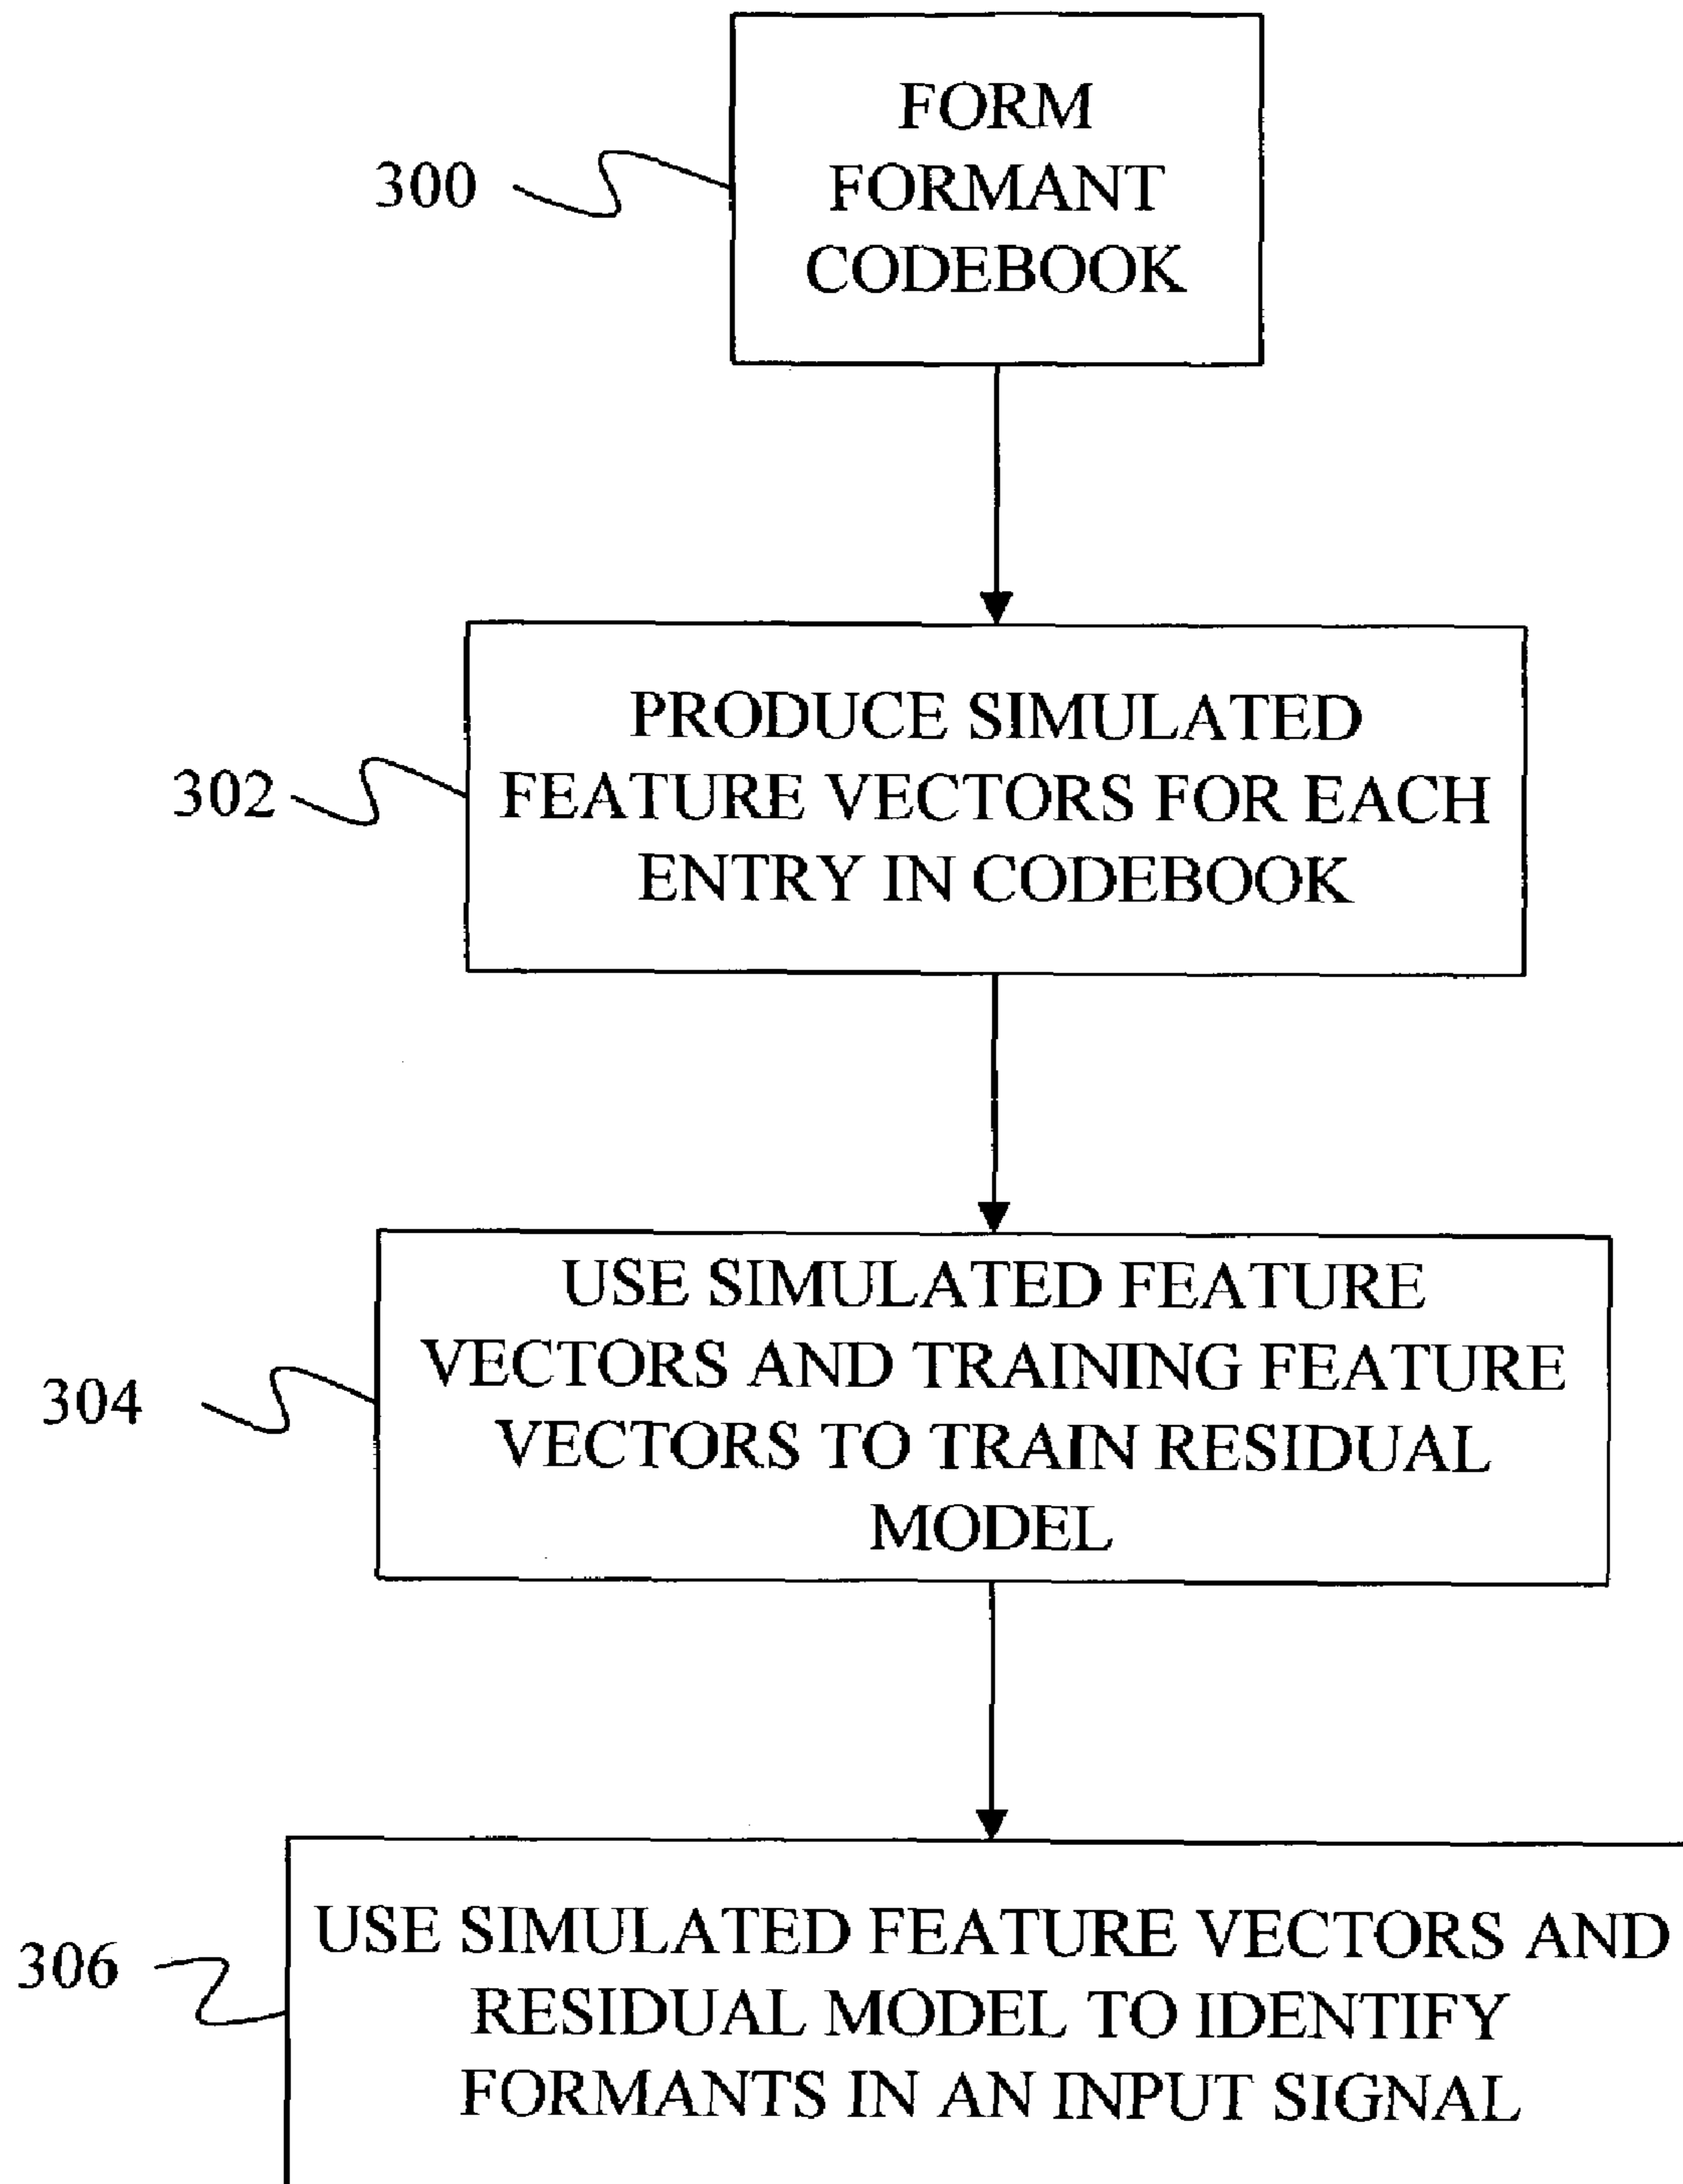 FORM
FORMANT
CODEBOOK
300
PRODUCE SIMULATED
FEATURE VECTORS FOR EACH
ENTRY IN CODEBOOK
302
USE SIMULATED FEATURE
VECTORS AND TRAINING FEATURE
VECTORS TO TRAIN RESIDUAL
MODEL
304
USE SIMULATED FEATURE VECTORS AND
RESIDUAL MODEL TO IDENTIFY
FORMANTS IN AN INPUT SIGNAL
306